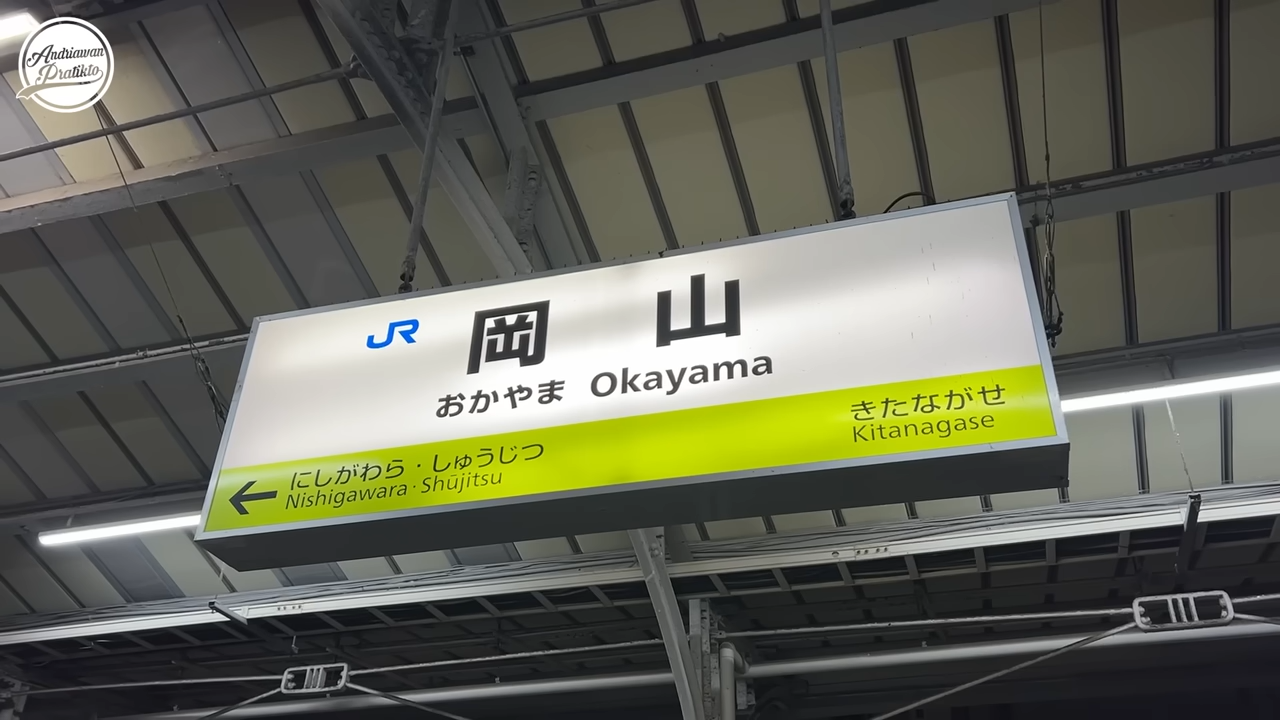 Andriawan
Pratikto
JR 岡山
おかやま Okayama
にしがわら・しゅうじつ
Nishigawara・Shūjitsu
きたながせ
Kitanagase